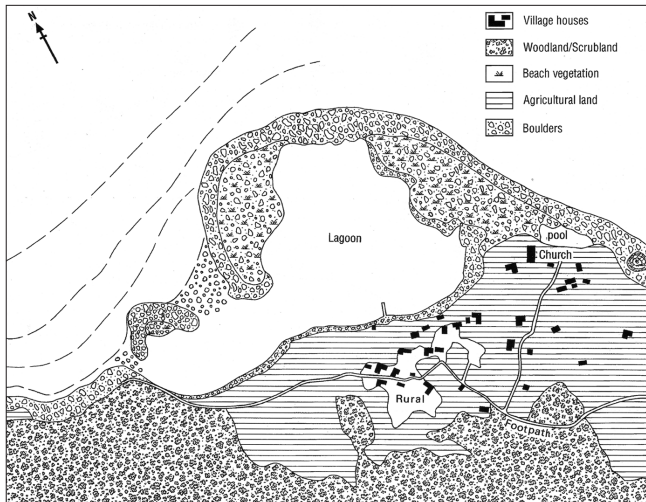 N
Village houses
Woodland/Scrubland
Beach vegetation
Agricultural land
Boulders
Lagoon
pool
Church
Rural
Footpath